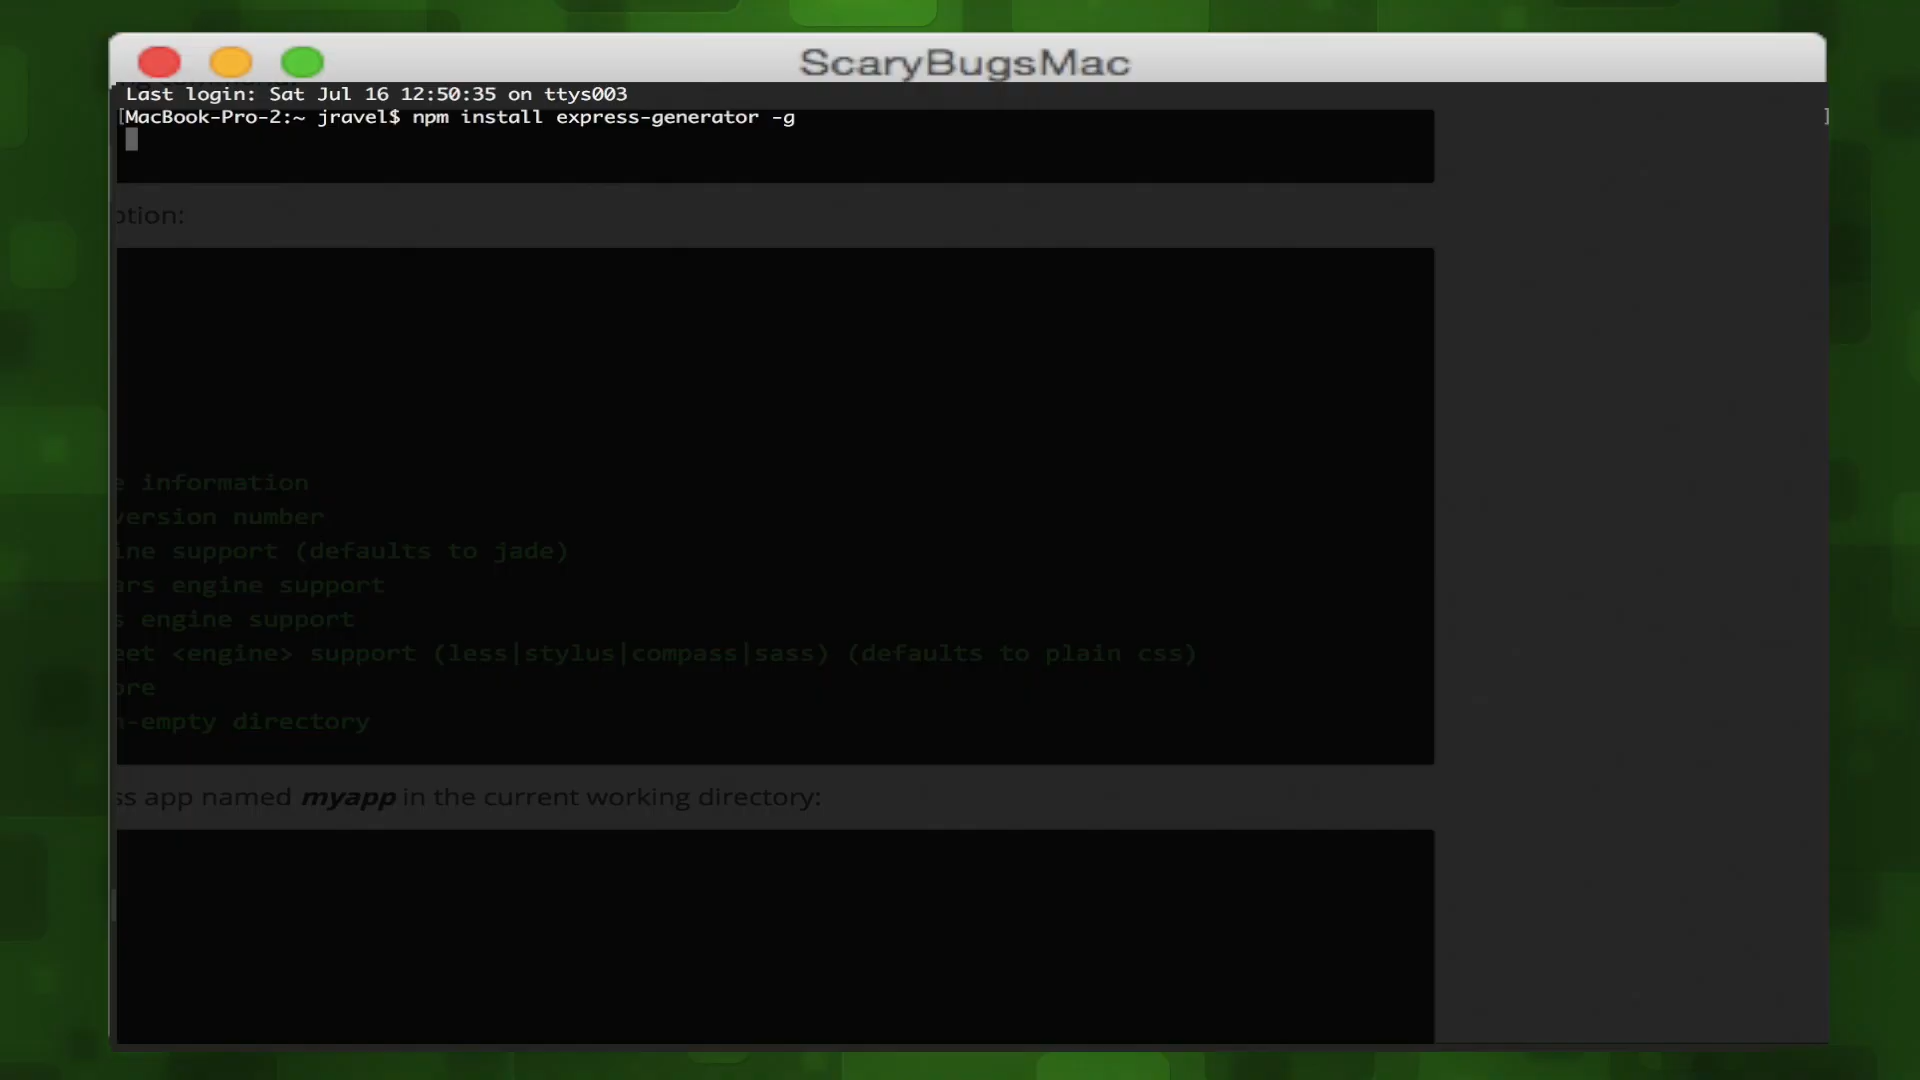 ScaryBugsMac
Last login: Sat Jul 16 12:50:35 on ttys003
[MacBook-Pro-2:~ jravel$ npm install express-generator -g ]
ption:
e information
version number
ine support (defaults to jade)
ars engine support
s engine support
eet <engine> support (less|stylus|compass|sass) (defaults to plain css)
ore
n-empty directory
ss app named myapp in the current working directory: